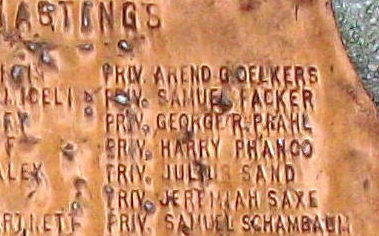 HASTINGS
PRIV. AREND G OELKERS
PRIV. SAMUEL PACKER
PRIV. GEORGE R. PRAHL
PRIV. HARRY PRANGO
PRIV. JULIUS SAND
PRIV. JEREMIAH SAXE
PRIV. SAMUEL SCHAMBAUM